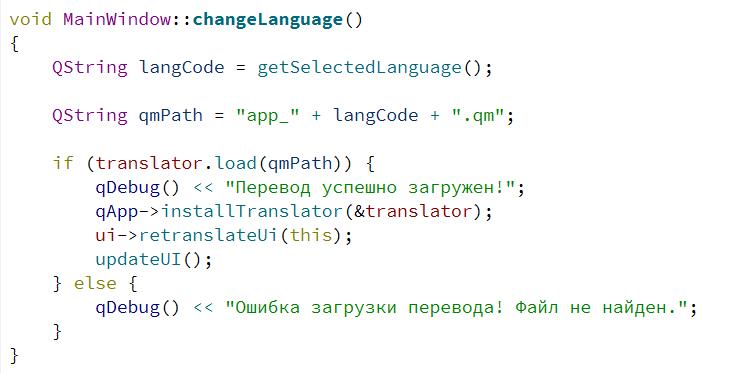 void MainWindow::changeLanguage()
{
    QString langCode = getSelectedLanguage();

    QString qmPath = "app_" + langCode + ".qm";

    if (translator.load(qmPath)) {
        qDebug() << "Перевод успешно загружен!";
        qApp->installTranslator(&translator);
        ui->retranslateUi(this);
        updateUI();
    } else {
        qDebug() << "Ошибка загрузки перевода! Файл не найден.";
    }
}